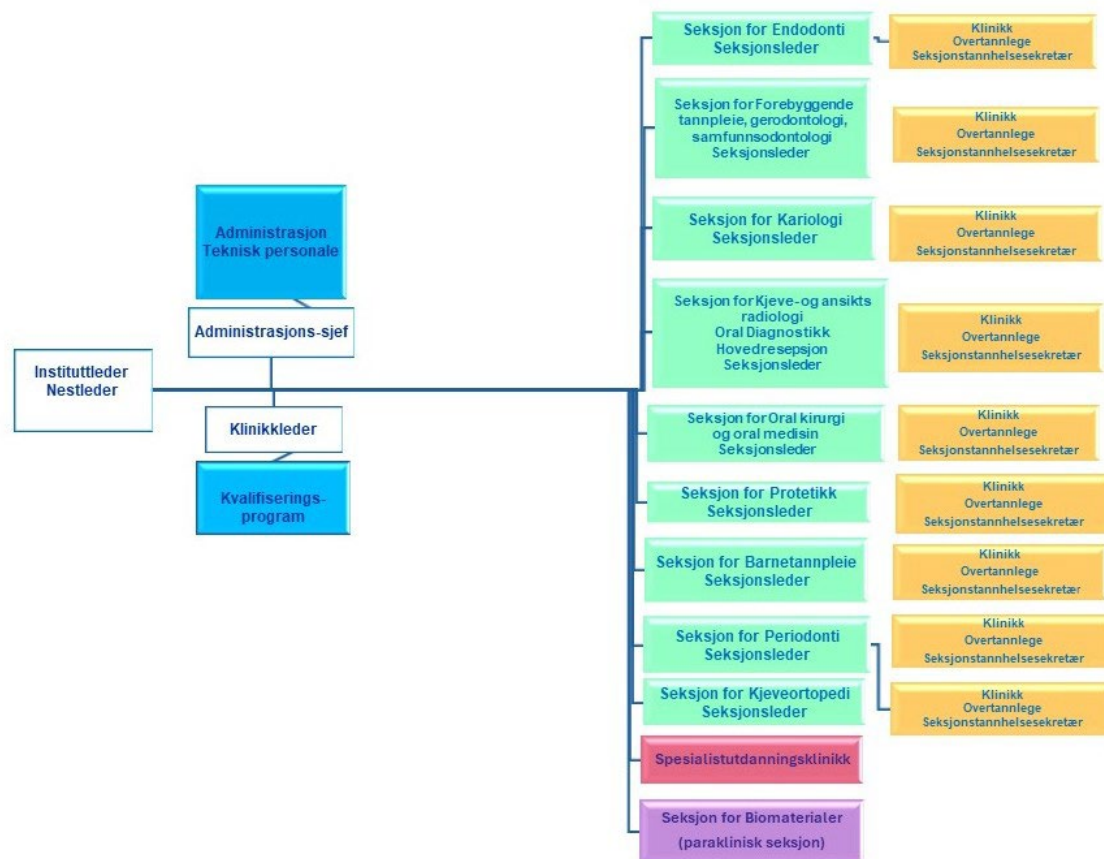 Instituttleder
Nestleder
Administrasjon
Teknisk personale
Administrasjons-sjef
Klinikkleder
Kvalifiserings-
program
Seksjon for Endodonti
Seksjonsleder
Klinikk
Overtannlege
Seksjonstannhelsesekretær
Seksjon for Forebyggende
tannpleie, gerodontologi,
samfunnsodontologi
Seksjonsleder
Klinikk
Overtannlege
Seksjonstannhelsesekretær
Seksjon for Kariologi
Seksjonsleder
Klinikk
Overtannlege
Seksjonstannhelsesekretær
Seksjon for Kjeve- og ansikts
radiologi
Oral Diagnostikk
Hovedresepsjon
Seksjonsleder
Klinikk
Overtannlege
Seksjonstannhelsesekretær
Seksjon for Oral kirurgi
og oral medisin
Seksjonsleder
Klinikk
Overtannlege
Seksjonstannhelsesekretær
Seksjon for Protetikk
Seksjonsleder
Klinikk
Overtannlege
Seksjonstannhelsesekretær
Seksjon for Barnetannpleie
Seksjonsleder
Klinikk
Overtannlege
Seksjonstannhelsesekretær
Seksjon for Periodonti
Seksjonsleder
Klinikk
Overtannlege
Seksjonstannhelsesekretær
Seksjon for Kjeveortopedi
Seksjonsleder
Klinikk
Overtannlege
Seksjonstannhelsesekretær
Spesialistutdanningsklinikk
Seksjon for Biomaterialer
(paraklinisk seksjon)